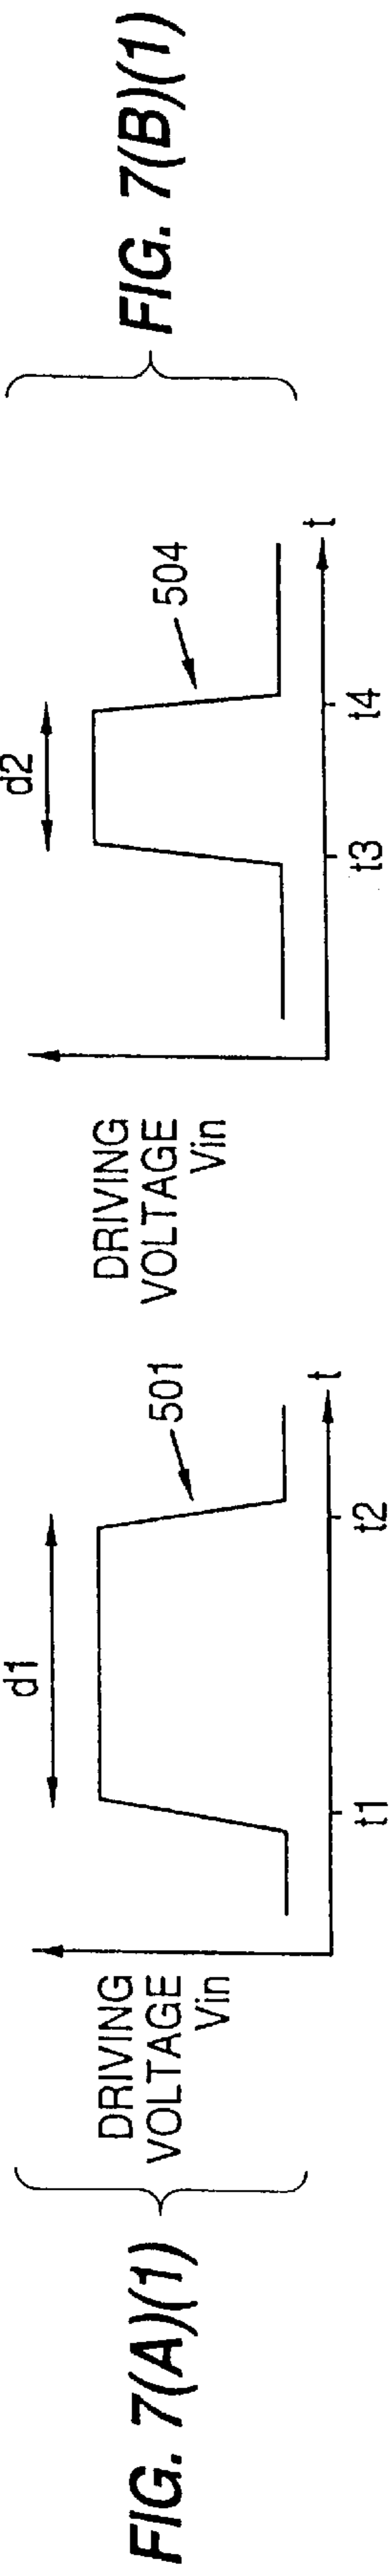 FIG. 7(A)(1)
DRIVING
VOLTAGE
Vin
d1
501
t
t1
t2
DRIVING
VOLTAGE
Vin
d2
504
t
t3
t4
FIG. 7(B)(1)